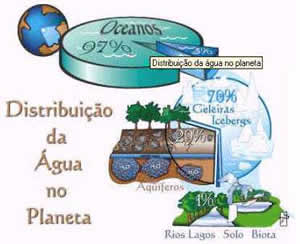 Oceanos
97%
3%
Distribuição da água no planeta
Distribuição
da
Água
no
Planeta
70%
Geleiras
Icebergs
29%
Aquíferos
1%
Rios Lagos Solo Biota